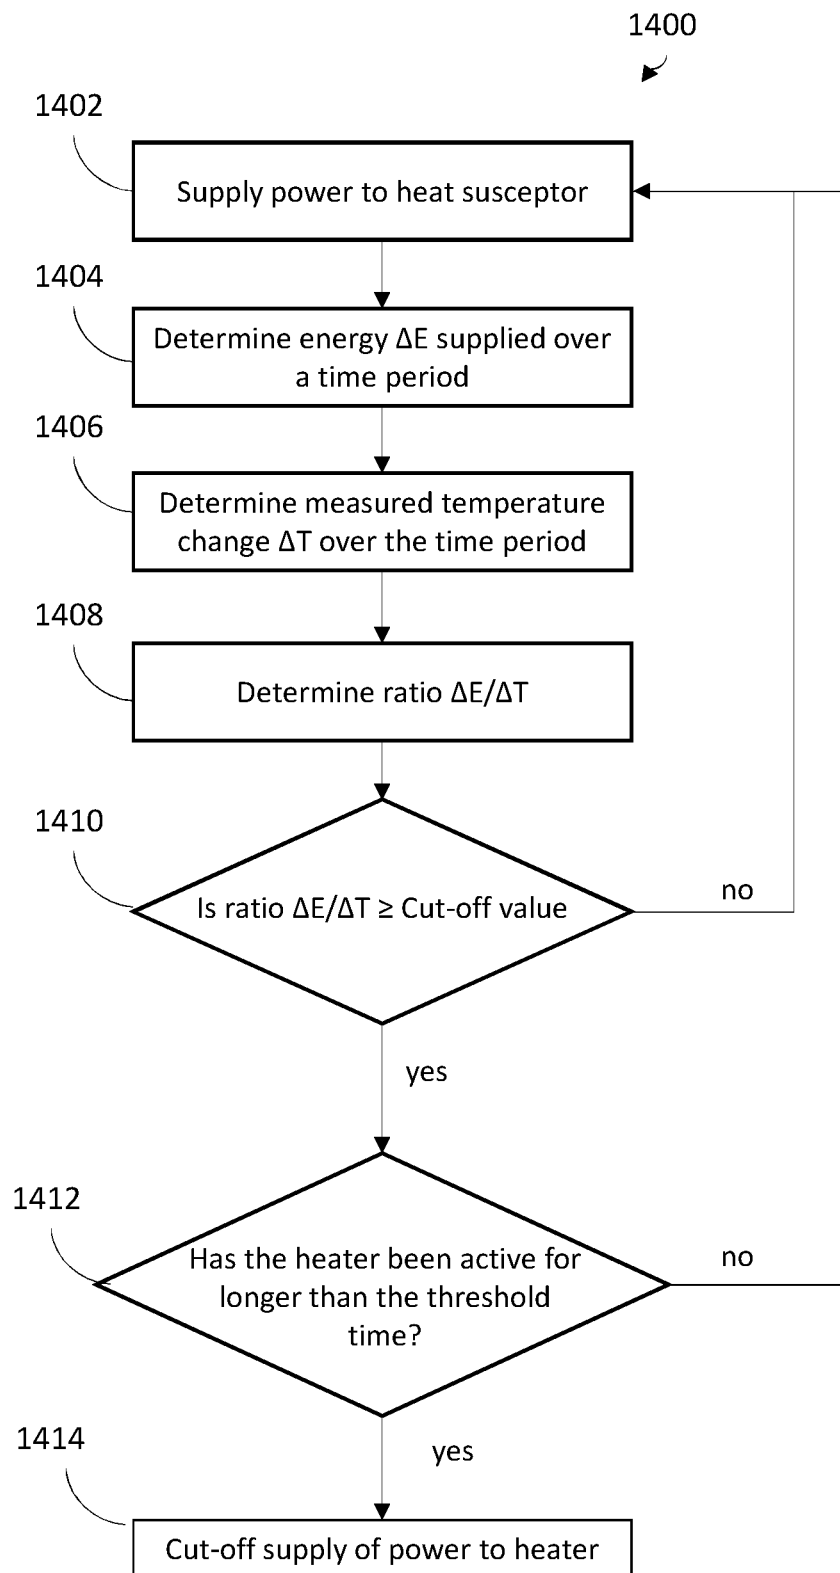 1400
1402
Supply power to heat susceptor
1404
Determine energy ΔE supplied over
a time period
1406
Determine measured temperature
change ΔT over the time period
1408
Determine ratio ΔE/ΔT
1410
Is ratio ΔE/ΔT ≥ Cut-off value
no
yes
1412
Has the heater been active for
longer than the threshold
time?
no
yes
1414
Cut-off supply of power to heater